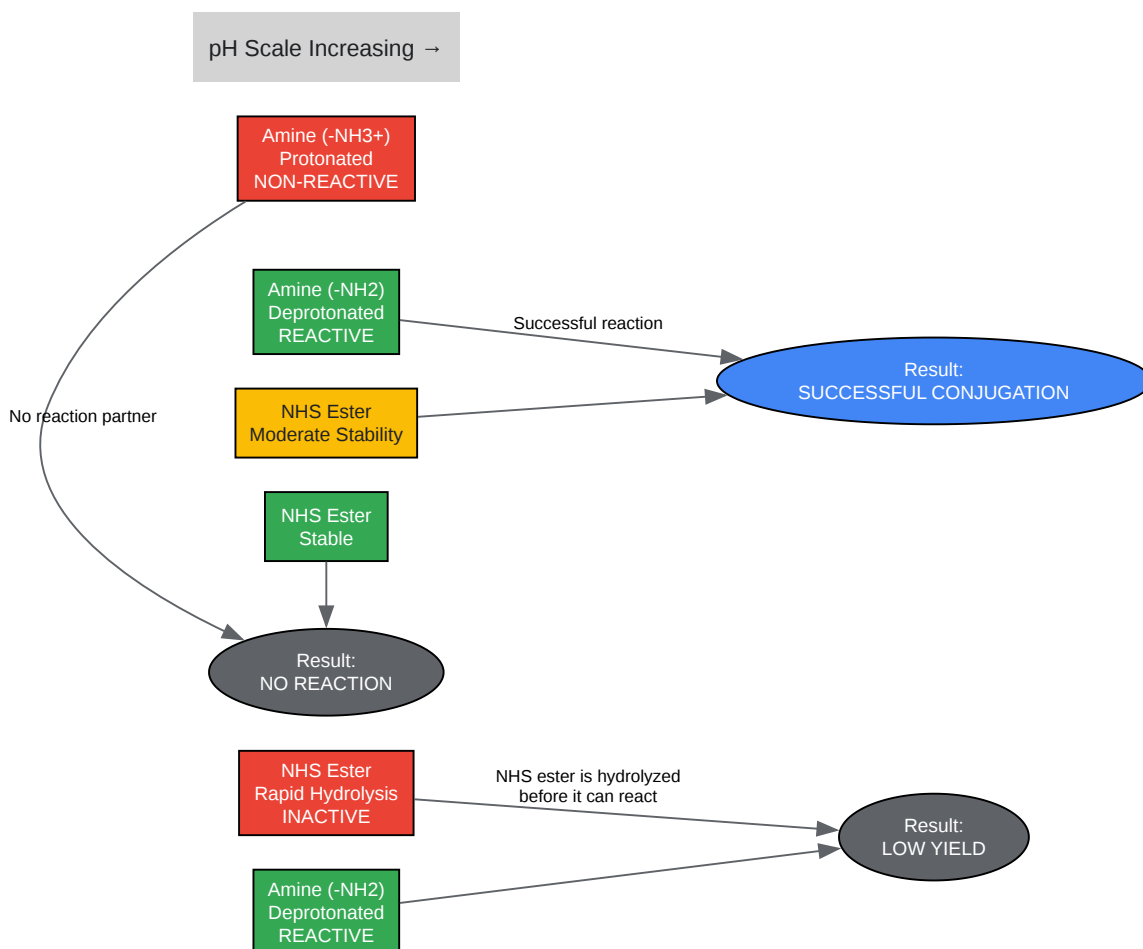 pH Scale Increasing →
Amine (-NH3+)
Protonated
NON-REACTIVE
Amine (-NH2)
Deprotonated
REACTIVE
Successful reaction
Result:
SUCCESSFUL CONJUGATION
NHS Ester
Moderate Stability
No reaction partner
NHS Ester
Stable
Result:
NO REACTION
NHS Ester
Rapid Hydrolysis
INACTIVE
NHS ester is hydrolyzed
before it can react
Result:
LOW YIELD
Amine (-NH2)
Deprotonated
REACTIVE